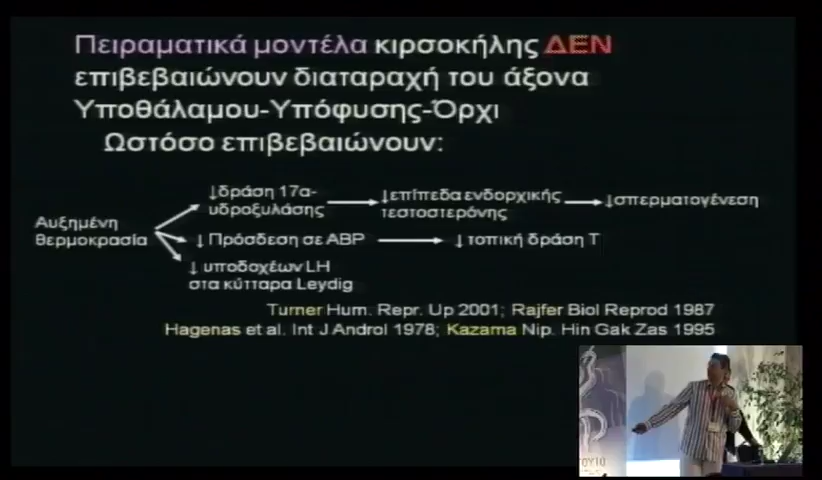 Πειραματικά μοντέλα κιρσοκήλης ΔΕΝ
επιβεβαιώνουν διαταραχή του άξονα
Υποθάλαμου-Υπόφυσης-Όρχι
Ωστόσο επιβεβαιώνουν:
Αυξημένη
θερμοκρασία
↓δράση 17α-
υδροξυλάσης
↓επίπεδα ενδορχικής
τεστοστερόνης
↓σπερματογένεση
↓ Πρόσδεση σε ABP
↓ τοπική δράση Τ
↓ υποδοχέων LH
στα κύτταρα Leydig
Turner Hum. Repr. Up 2001; Rajfer Biol Reprod 1987
Hagenas et al. Int J Androl 1978; Kazama Nip. Hin Gak Zas 1995